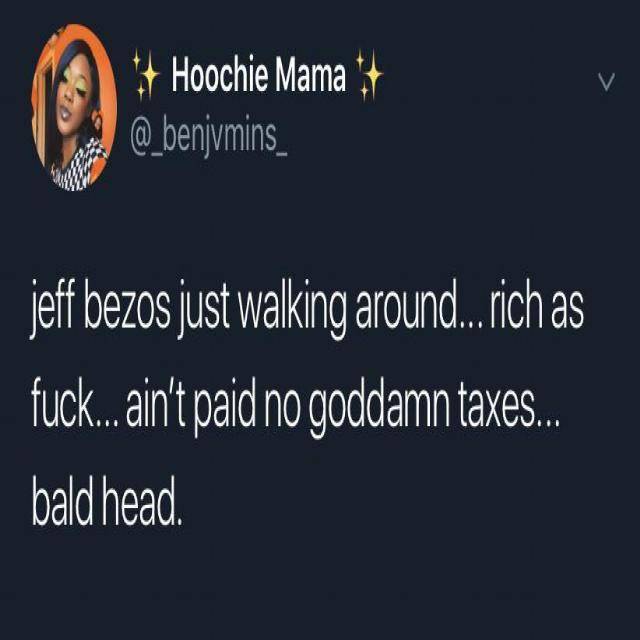 ✨ Hoochie Mama ✨
@_benjvmins_
jeff bezos just walking around... rich as
fuck... ain't paid no goddamn taxes...
bald head.